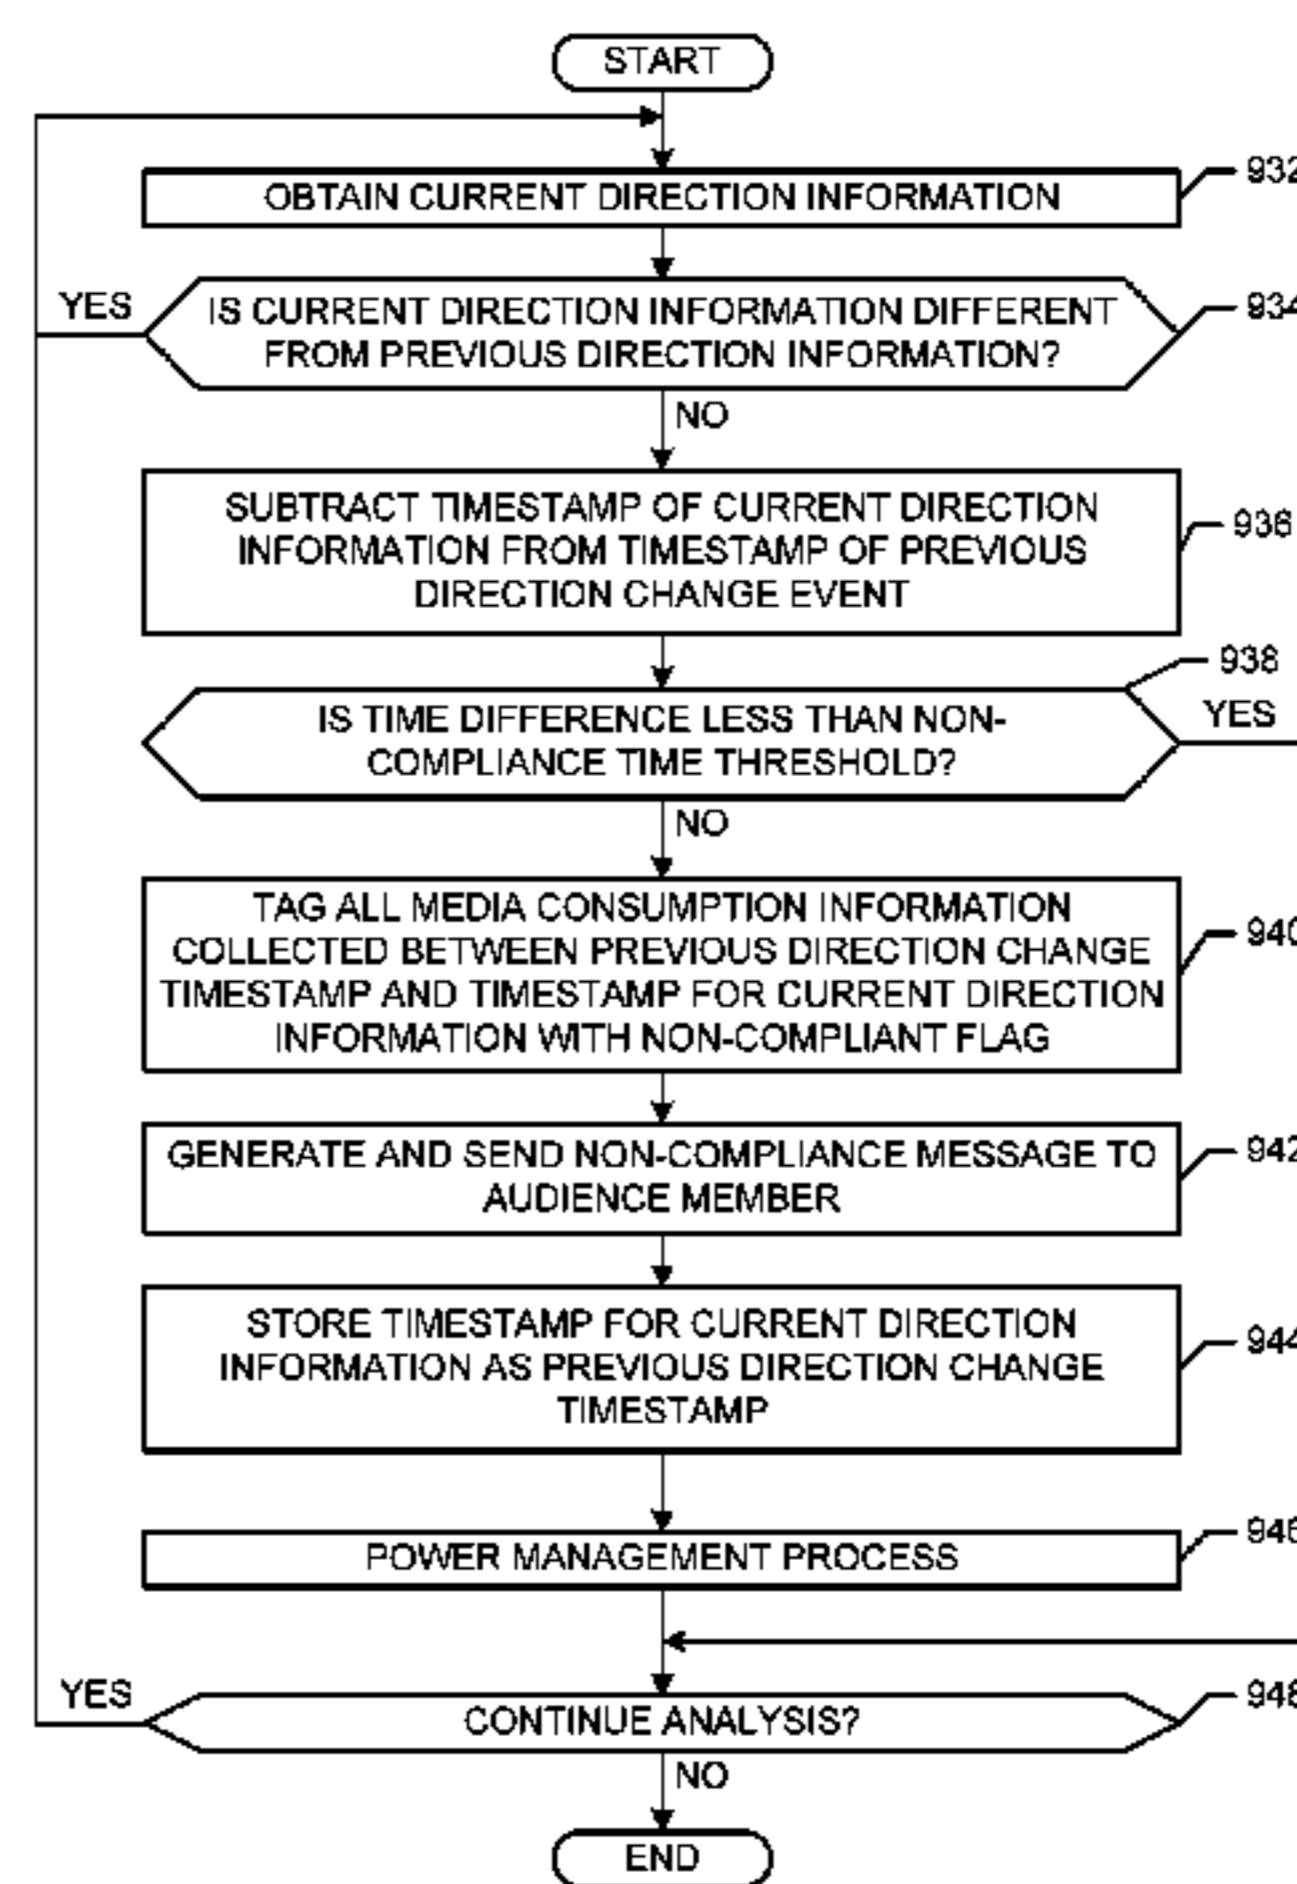 START
OBTAIN CURRENT DIRECTION INFORMATION
932
YES
IS CURRENT DIRECTION INFORMATION DIFFERENT
FROM PREVIOUS DIRECTION INFORMATION?
934
NO
SUBTRACT TIMESTAMP OF CURRENT DIRECTION
INFORMATION FROM TIMESTAMP OF PREVIOUS
DIRECTION CHANGE EVENT
936
938
IS TIME DIFFERENCE LESS THAN NON-
COMPLIANCE TIME THRESHOLD?
YES
NO
TAG ALL MEDIA CONSUMPTION INFORMATION
COLLECTED BETWEEN PREVIOUS DIRECTION CHANGE
TIMESTAMP AND TIMESTAMP FOR CURRENT DIRECTION
INFORMATION WITH NON-COMPLIANT FLAG
940
GENERATE AND SEND NON-COMPLIANCE MESSAGE TO
AUDIENCE MEMBER
942
STORE TIMESTAMP FOR CURRENT DIRECTION
INFORMATION AS PREVIOUS DIRECTION CHANGE
TIMESTAMP
944
POWER MANAGEMENT PROCESS
946
YES
CONTINUE ANALYSIS?
948
NO
END